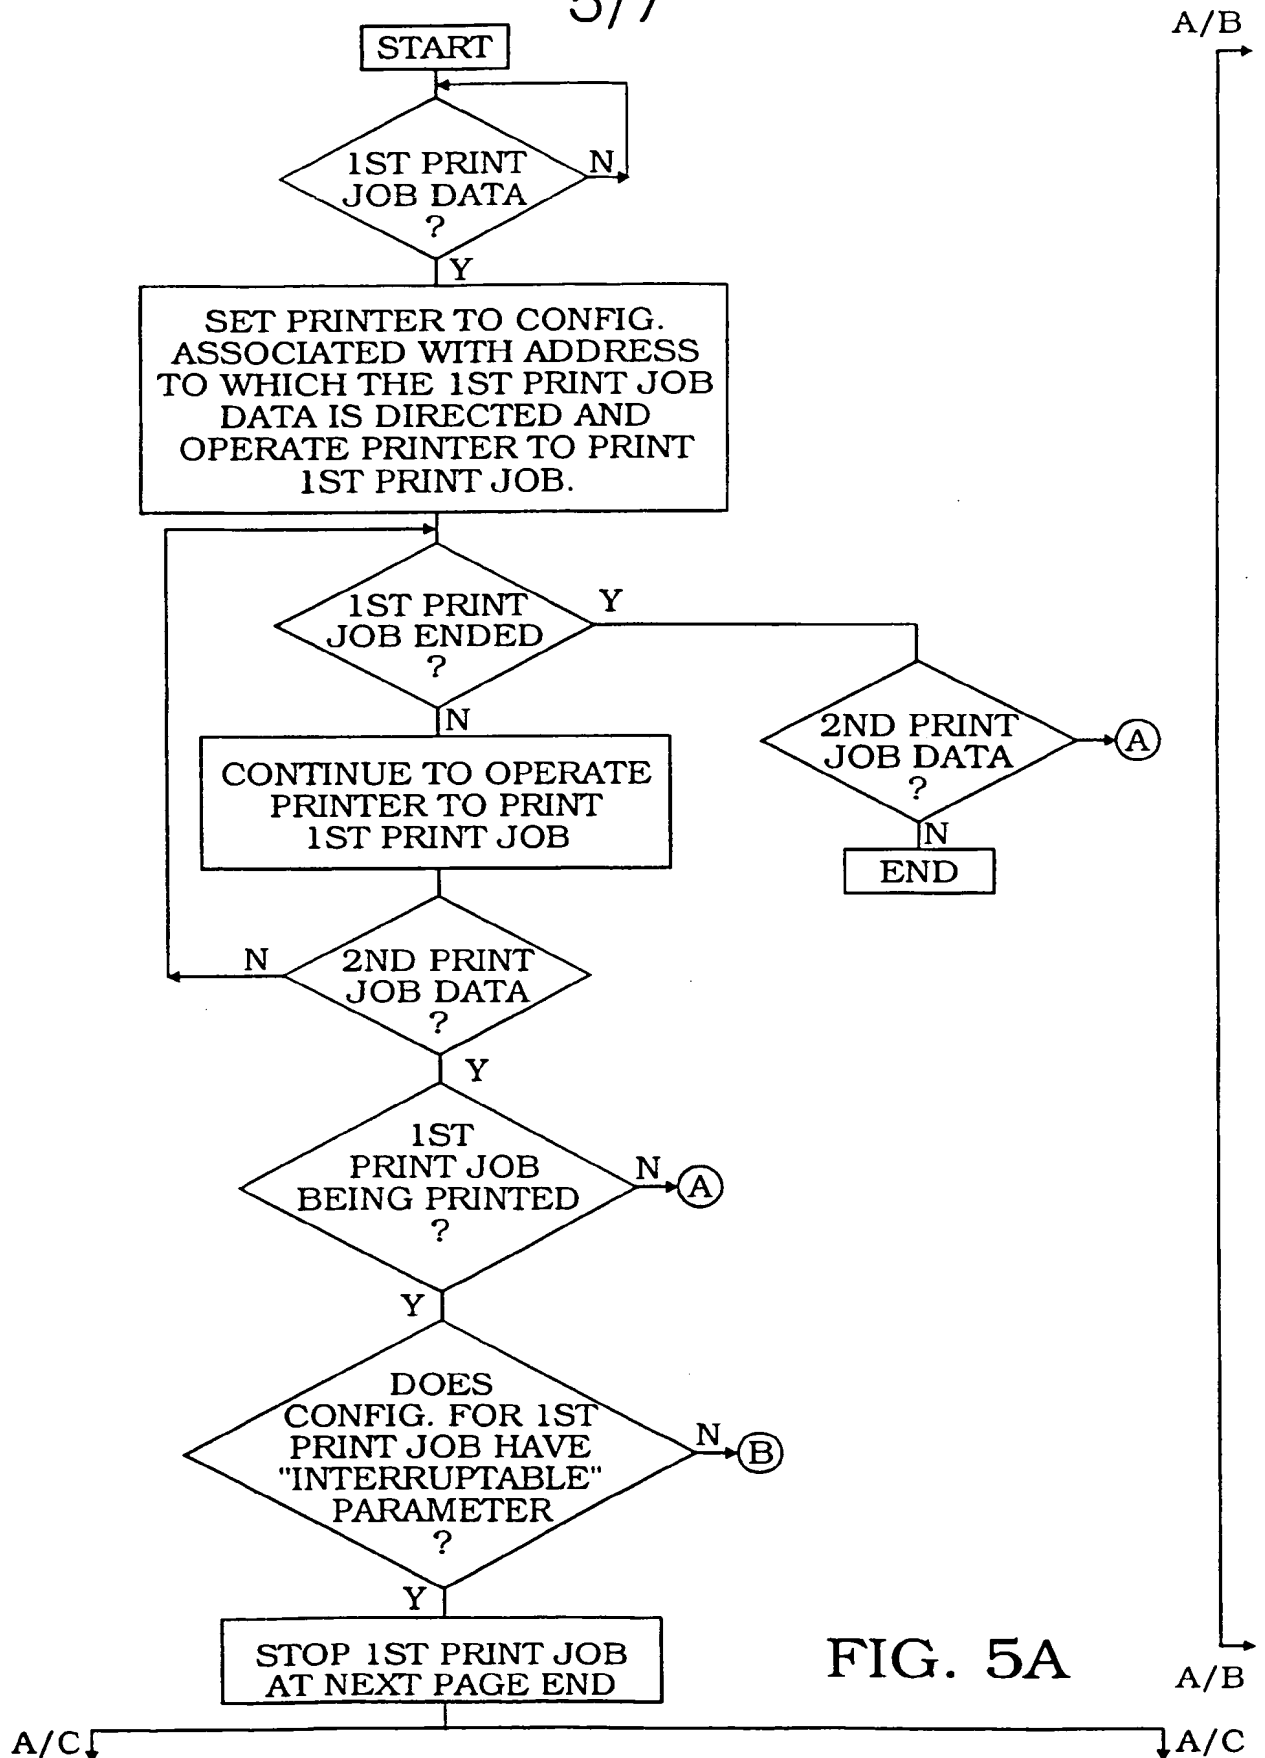 5/7
A/B
START
1ST PRINT
JOB DATA
?
N
Y
SET PRINTER TO CONFIG.
ASSOCIATED WITH ADDRESS
TO WHICH THE 1ST PRINT JOB
DATA IS DIRECTED AND
OPERATE PRINTER TO PRINT
1ST PRINT JOB.
1ST PRINT
JOB ENDED
?
Y
N
2ND PRINT
JOB DATA
?
A
N
END
CONTINUE TO OPERATE
PRINTER TO PRINT
1ST PRINT JOB
2ND PRINT
JOB DATA
?
N
Y
1ST
PRINT JOB
BEING PRINTED
?
N
A
Y
DOES
CONFIG. FOR 1ST
PRINT JOB HAVE
"INTERRUPTABLE"
PARAMETER
?
N
B
Y
STOP 1ST PRINT JOB
AT NEXT PAGE END
FIG. 5A
A/B
A/C
A/C